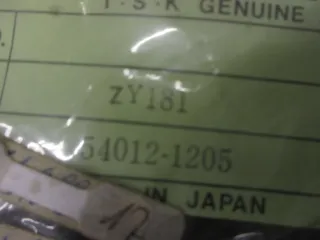 T·S·K GENUINE
O.
ZY181
54012-1205
IN JAPAN
12